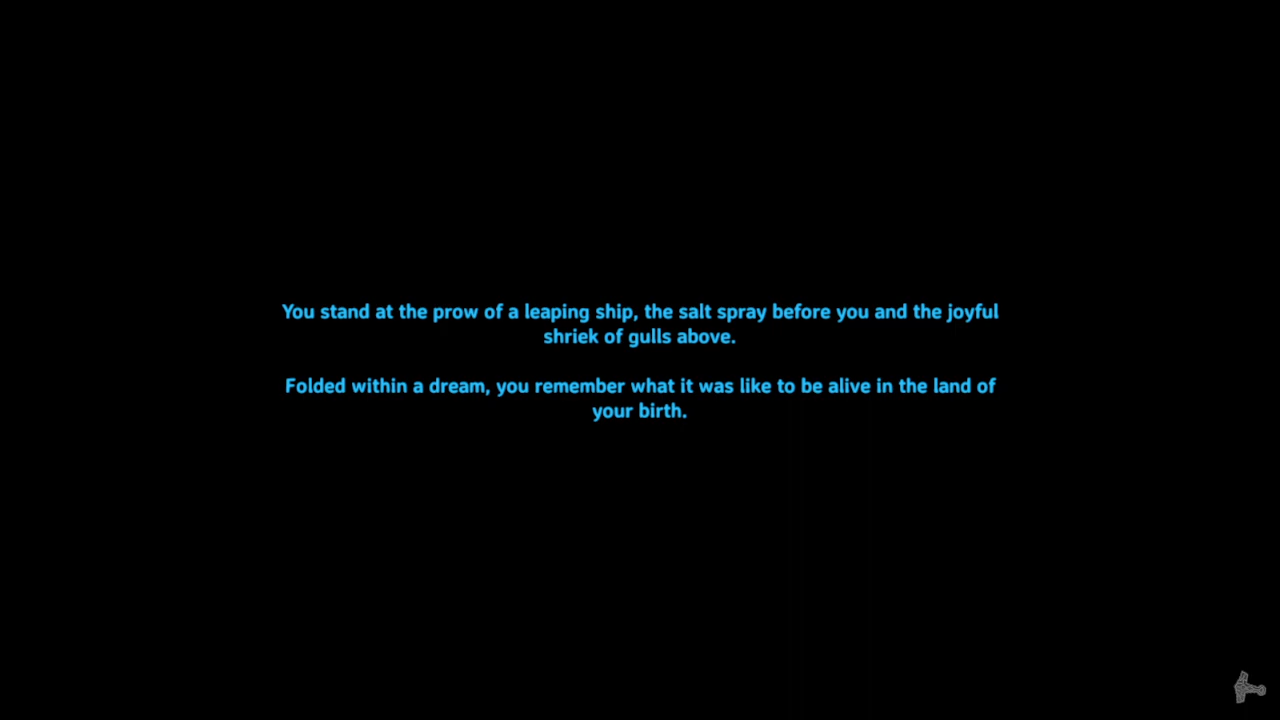 You stand at the prow of a leaping ship, the salt spray before you and the joyful
shriek of gulls above.
Folded within a dream, you remember what it was like to be alive in the land of
your birth.